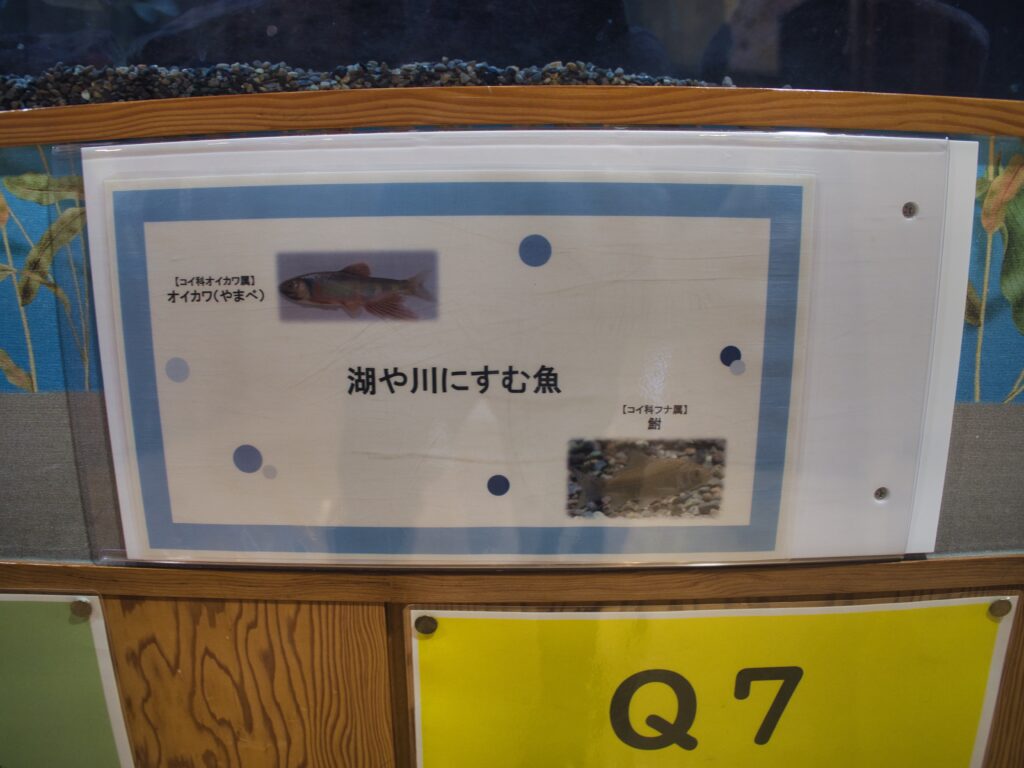 【コイ科オイカワ属】
オイカワ(やまべ)
湖や川にすむ魚
【コイ科フナ属】
鮒
Q7